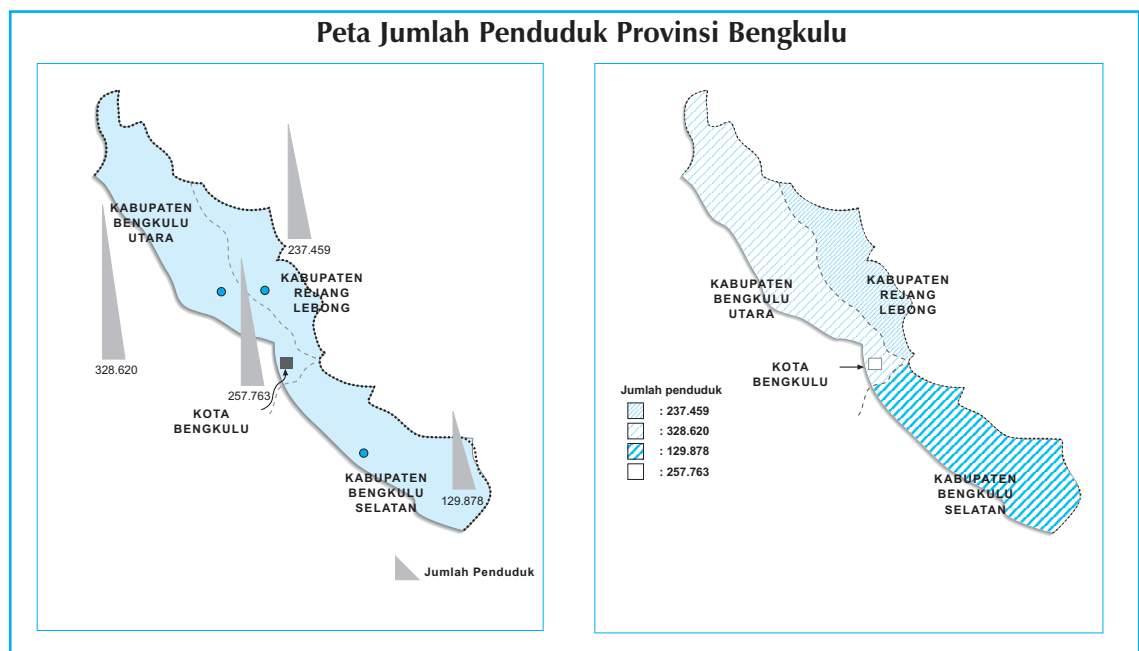 Peta Jumlah Penduduk Provinsi Bengkulu
KABUPATEN
BENGKULU
UTARA
237.459
KABUPATEN
REJANG
LEBONG
328.620
257.763
KOTA
BENGKULU
KABUPATEN
BENGKULU
SELATAN
129.878
Jumlah Penduduk
KABUPATEN
BENGKULU
UTARA
KABUPATEN
REJANG
LEBONG
KOTA
BENGKULU
Jumlah penduduk
: 237.459
: 328.620
: 129.878
: 257.763
KABUPATEN
BENGKULU
SELATAN